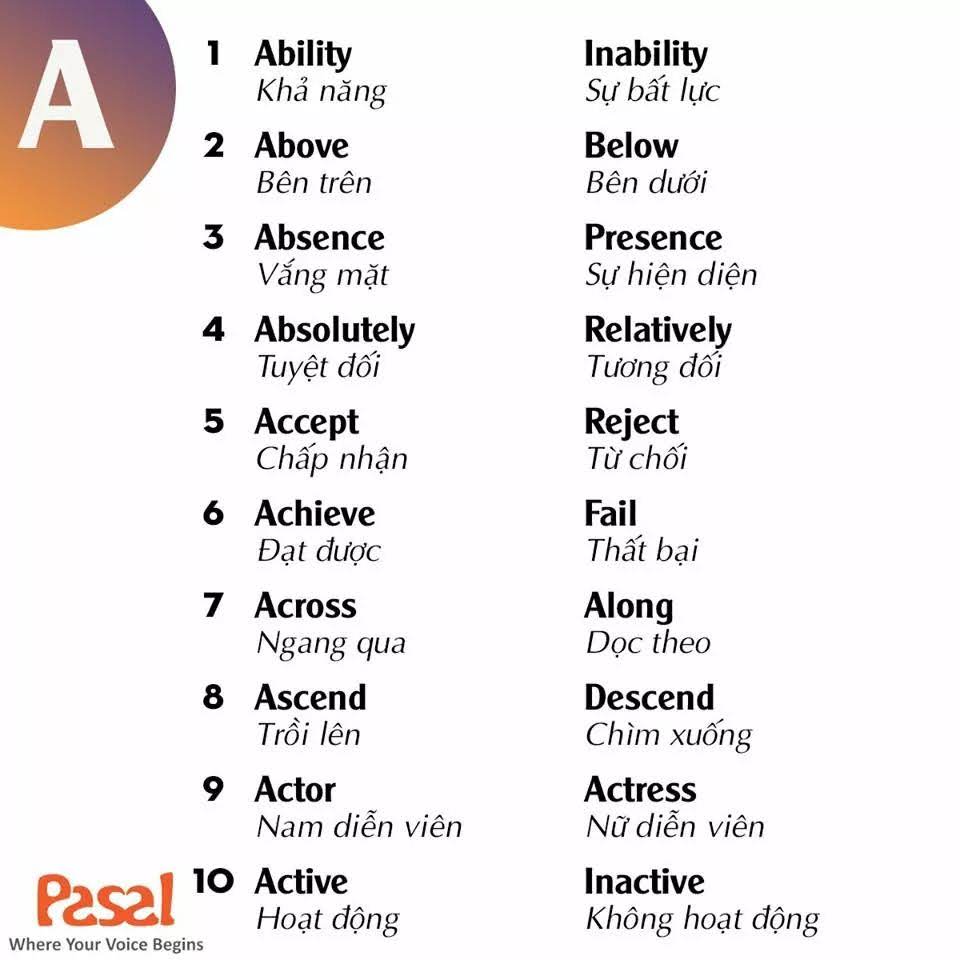 A
1 Ability Inability
Khả năng Sự bất lực
2 Above Below
Bên trên Bên dưới
3 Absence Presence
Vắng mặt Sự hiện diện
4 Absolutely Relatively
Tuyệt đối Tương đối
5 Accept Reject
Chấp nhận Từ chối
6 Achieve Fail
Đạt được Thất bại
7 Across Along
Ngang qua Dọc theo
8 Ascend Descend
Trồi lên Chìm xuống
9 Actor Actress
Nam diễn viên Nữ diễn viên
10 Active Inactive
Hoạt động Không hoạt động
Pasal
Where Your Voice Begins